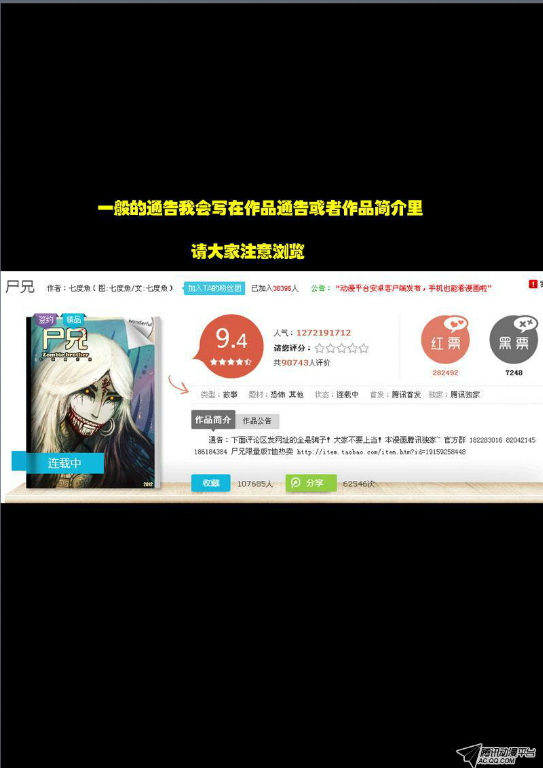 一般的通告我会写在作品通告或者作品简介里
请大家注意浏览
尸兄 作者：七度魚（图:七度魚/文:七度魚） 加入TA的粉丝团 已加入38395人 公告： “动漫平台安卓客户端发布，手机也能看漫画啦”
签约 精品
尸兄
Zombie brother
wonderful
连载中
2012
9.4
人气：1272191712
请您评分：
共90743人评价
红票
282492
黑票
7248
类型：故事 题材：恐怖 其他 状态：连载中 首发：腾讯首发 独家：腾讯独家
作品简介 作品公告
通告：下面评论区发网址的全是骗子！大家不要上当！本漫画腾讯独家~ 官方群 182283016 82042145
186184384 尸兄限量版T恤热卖 http://item.taobao.com/item.htm?id=19159258448
收藏 107685人 分享 62546次
腾讯动漫平台
AC.QQ.COM